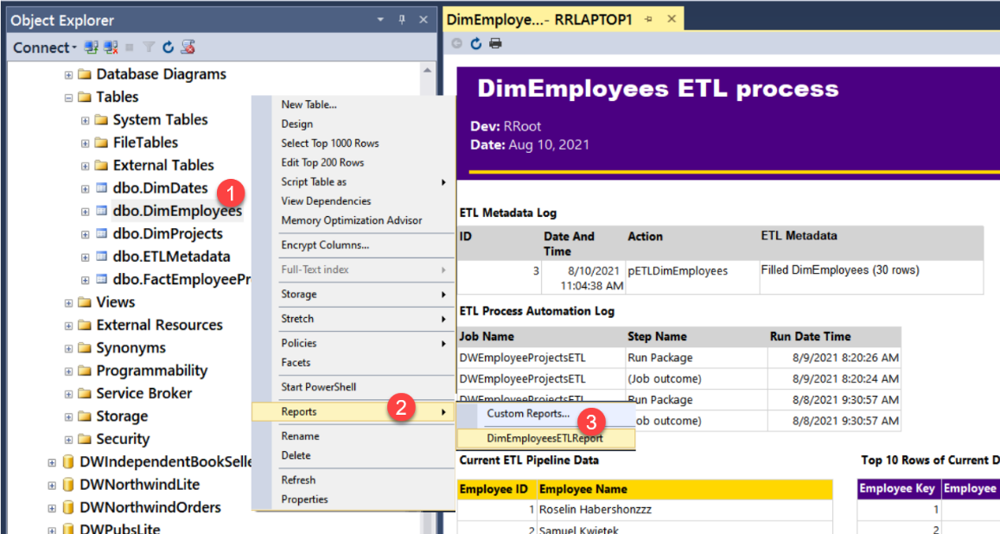 Object Explorer
Connect
Database Diagrams
Tables
System Tables
FileTables
External Tables
dbo.DimDates
dbo.DimEmployees
dbo.DimProjects
dbo.ETLMetadata
dbo.FactEmployeePr
Views
External Resources
Synonyms
Programmability
Service Broker
Storage
Security
DWIndependentBookSelle
DWNorthwindLite
DWNorthwindOrders
DWPubsLite
1
New Table...
Design
Select Top 1000 Rows
Edit Top 200 Rows
Script Table as
View Dependencies
Memory Optimization Advisor
Encrypt Columns...
Full-Text index
Storage
Stretch
Policies
Facets
Start PowerShell
Reports
2
Rename
Delete
Refresh
Properties
Custom Reports...
3
DimEmployeesETLReport
DimEmploye...- RRLAPTOP1
DimEmployees ETL process
Dev: RRoot
Date: Aug 10, 2021
ETL Metadata Log
ID Date And Time Action ETL Metadata
3 8/10/2021 11:04:38 AM pETLDimEmployees Filled DimEmployees (30 rows)
ETL Process Automation Log
Job Name Step Name Run Date Time
DWEmployeeProjectsETL Run Package 8/9/2021 8:20:26 AM
DWEmployeeProjectsETL (Job outcome) 8/9/2021 8:20:24 AM
DWEmployeeProjectsETL Run Package 8/8/2021 9:30:57 AM
ob outcome) 8/8/2021 9:30:57 AM
Current ETL Pipeline Data
Employee ID Employee Name
1 Roselin Habershonzzz
2 Samuel Kwietek
Top 10 Rows of Current D
Employee Key Employee
1
2